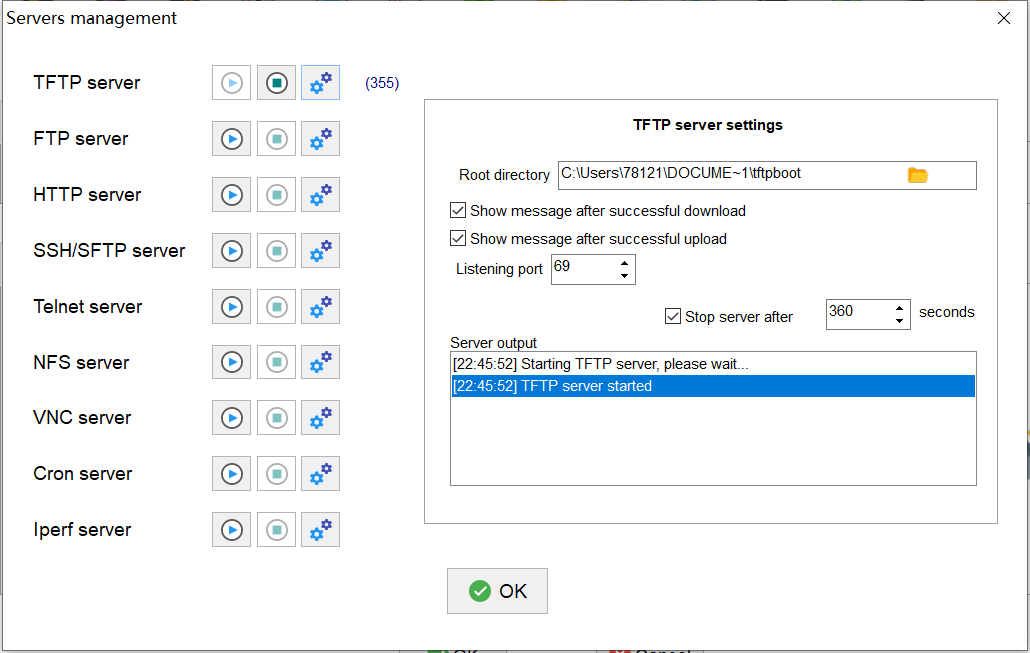 Servers management
TFTP server
(355)
FTP server
HTTP server
SSH/SFTP server
Telnet server
NFS server
VNC server
Cron server
Iperf server
TFTP server settings
Root directory C:\Users\78121\DOCUME~1\tftpboot
Show message after successful download
Show message after successful upload
Listening port 69
Stop server after 360 seconds
Server output
[22:45:52] Starting TFTP server, please wait...
[22:45:52] TFTP server started
OK